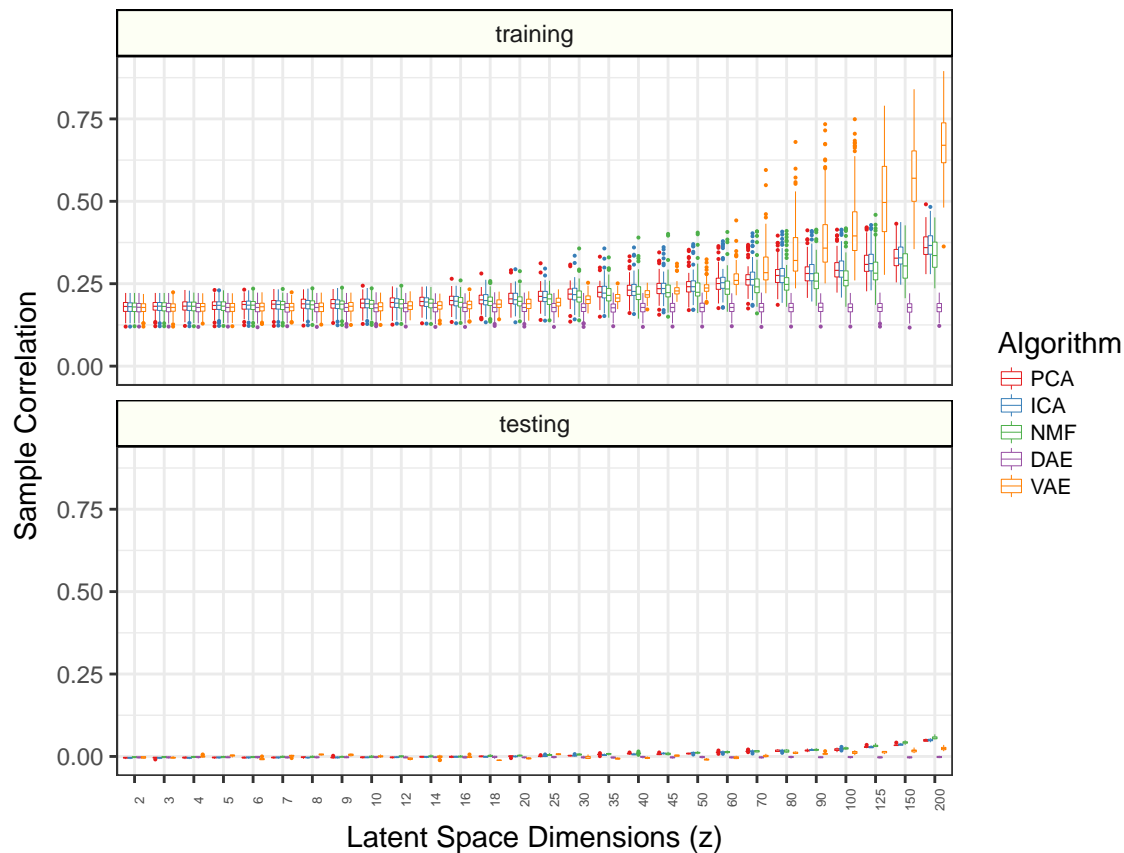 training
0.75
0.50
0.25
0.00
testing
0.75
0.50
0.25
0.00
Sample Correlation
2 3 4 5 6 7 8 9 10 12 14 16 18 20 25 30 35 40 45 50 60 70 80 90 100 125 150 200
Latent Space Dimensions (z)
Algorithm
PCA
ICA
NMF
DAE
VAE